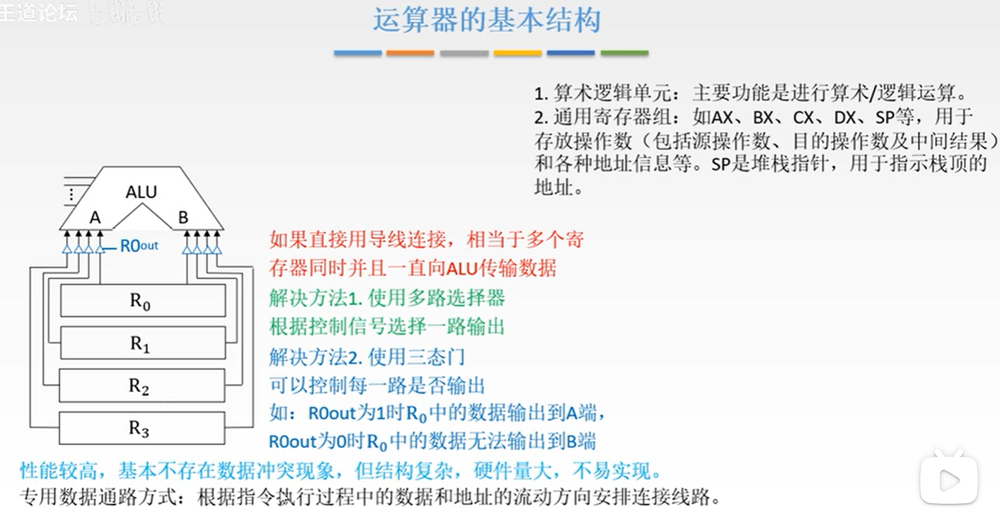 王道论坛
运算器的基本结构
1. 算术逻辑单元：主要功能是进行算术/逻辑运算。
2. 通用寄存器组：如AX、BX、CX、DX、SP等，用于
存放操作数（包括源操作数、目的操作数及中间结果）
和各种地址信息等。SP是堆栈指针，用于指示栈顶的
地址。
ALU
A
B
R0out
R0
R1
R2
R3
如果直接用导线连接，相当于多个寄
存器同时并且一直向ALU传输数据
解决方法1. 使用多路选择器
根据控制信号选择一路输出
解决方法2. 使用三态门
可以控制每一路是否输出
如：R0out为1时R0中的数据输出到A端，
R0out为0时R0中的数据无法输出到B端
性能较高，基本不存在数据冲突现象，但结构复杂，硬件量大，不易实现。
专用数据通路方式：根据指令执行过程中的数据和地址的流动方向安排连接线路。